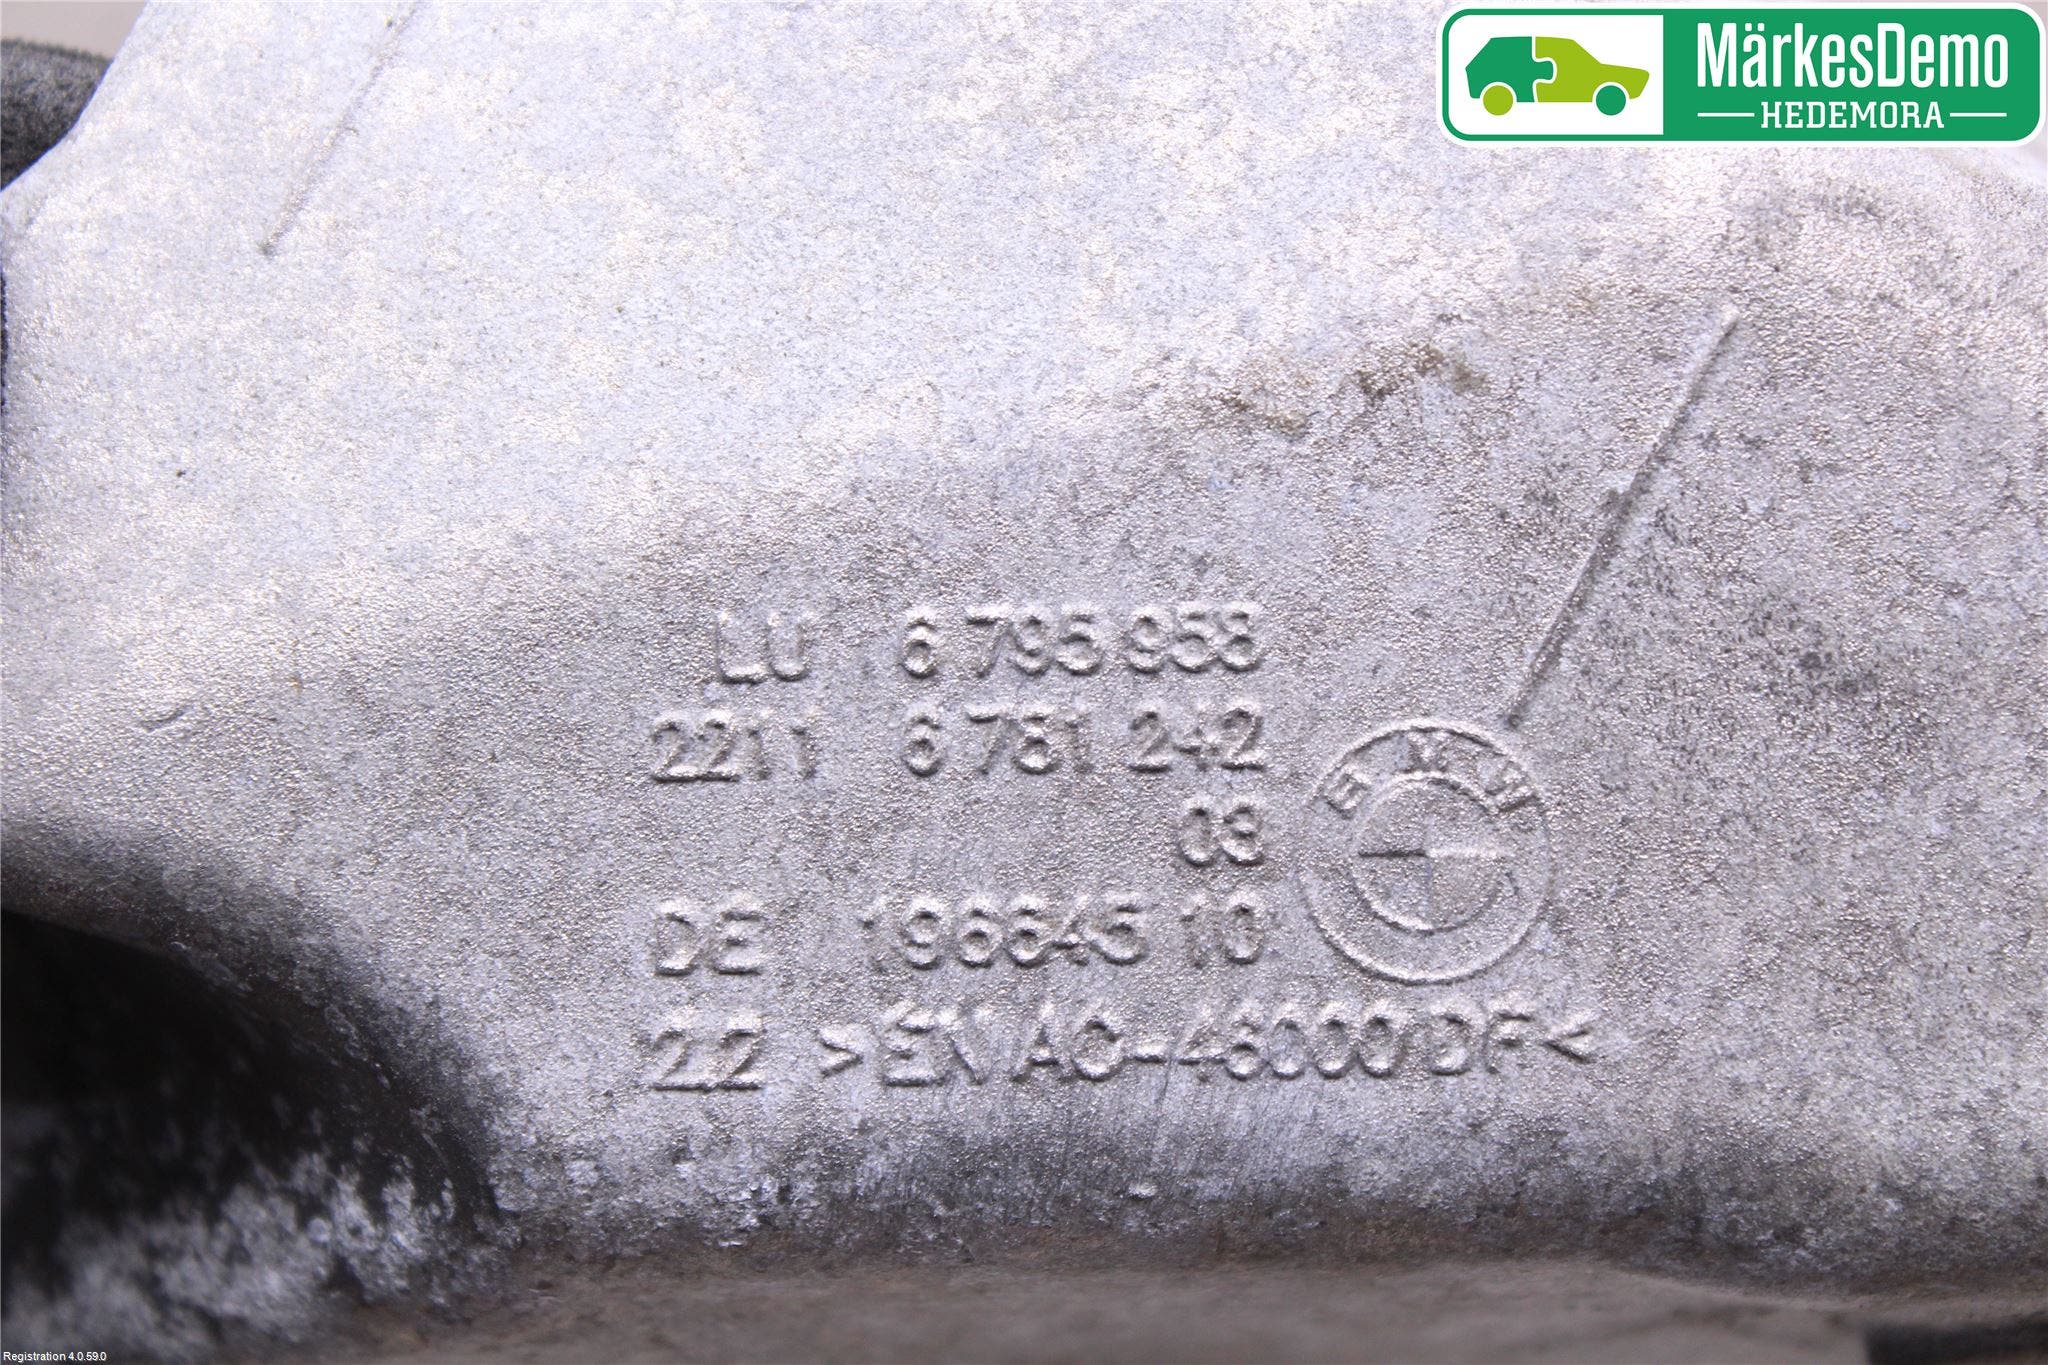 MärkesDemo
HEDEMORA
LU 6 795 958
2211 6 781 242
03
BMW
DE 19664510
22 >EN AC-46000 DF<
Registration 4.0.59.0